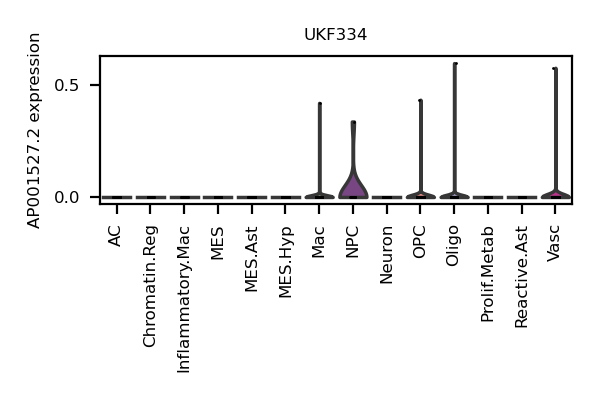 UKF334
AP001527.2 expression
0.5
0.0
AC
Chromatin.Reg
Inflammatory.Mac
MES
MES.Ast
MES.Hyp
Mac
NPC
Neuron
OPC
Oligo
Prolif.Metab
Reactive.Ast
Vasc